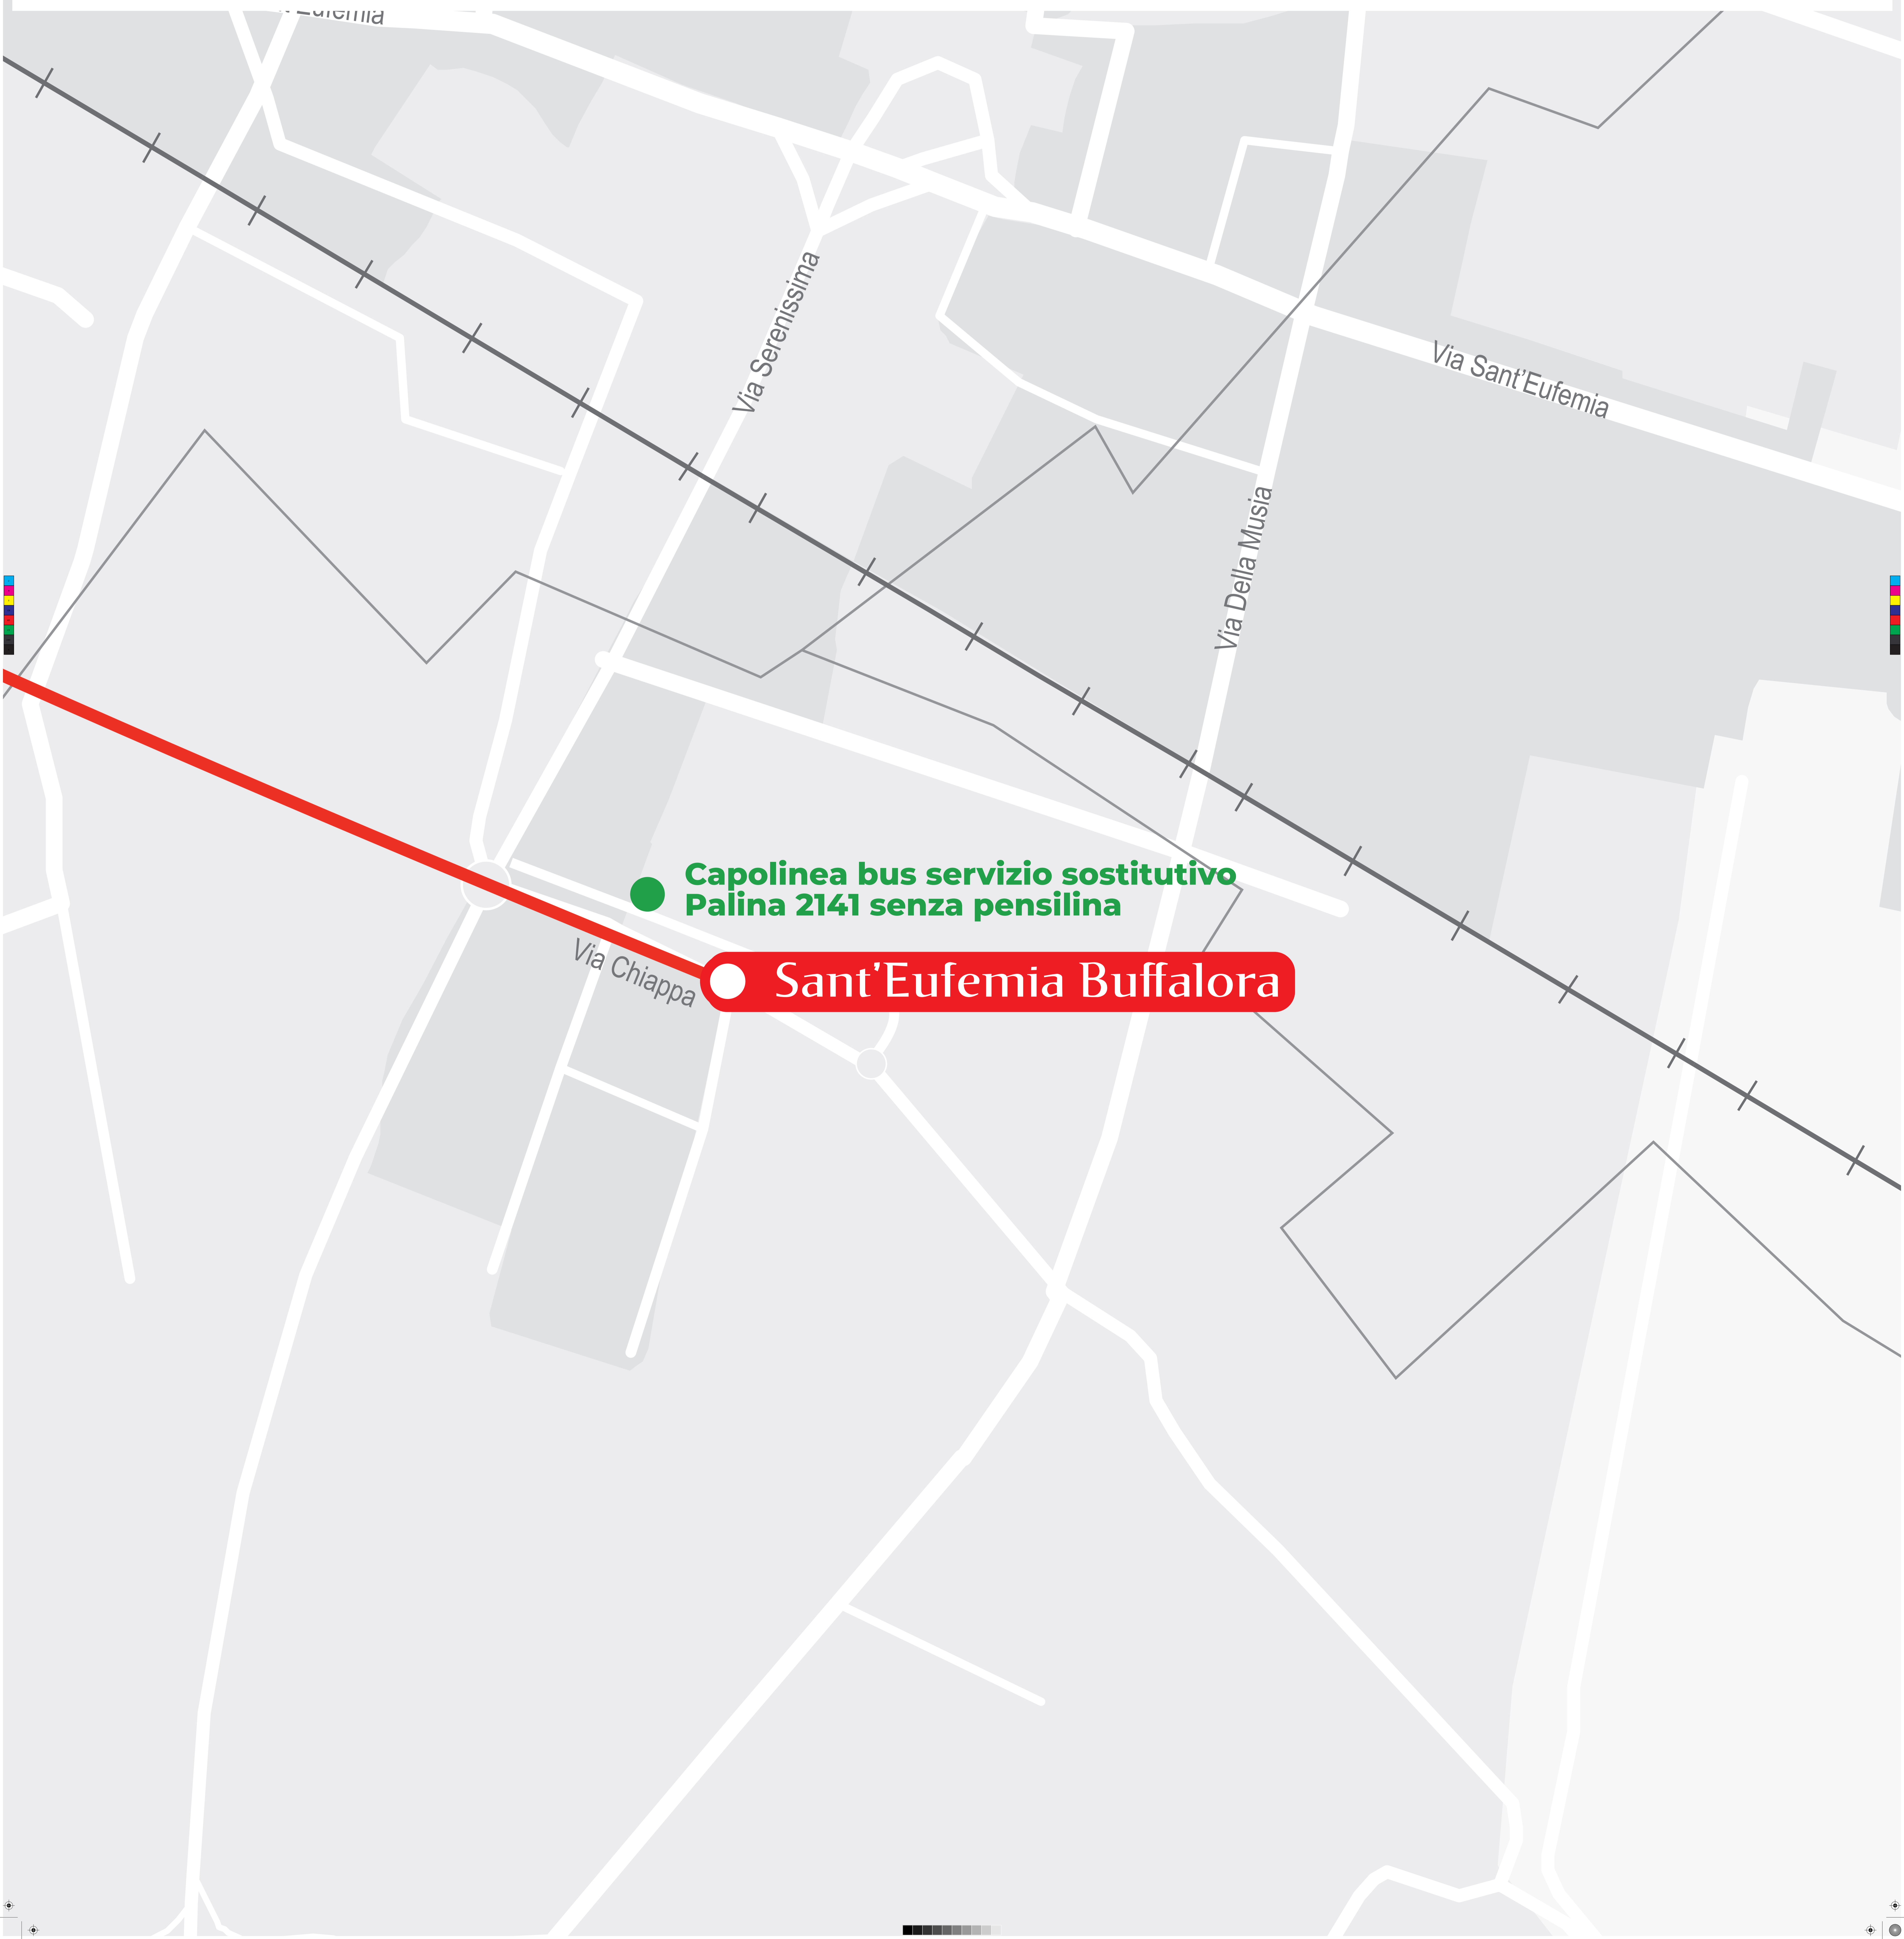 Eufemia
Via Serenissima
Via Sant'Eufemia
Via Della Musia
Capolinea bus servizio sostitutivo
Palina 2141 senza pensilina
Via Chiappa
Sant'Eufemia Buffalora